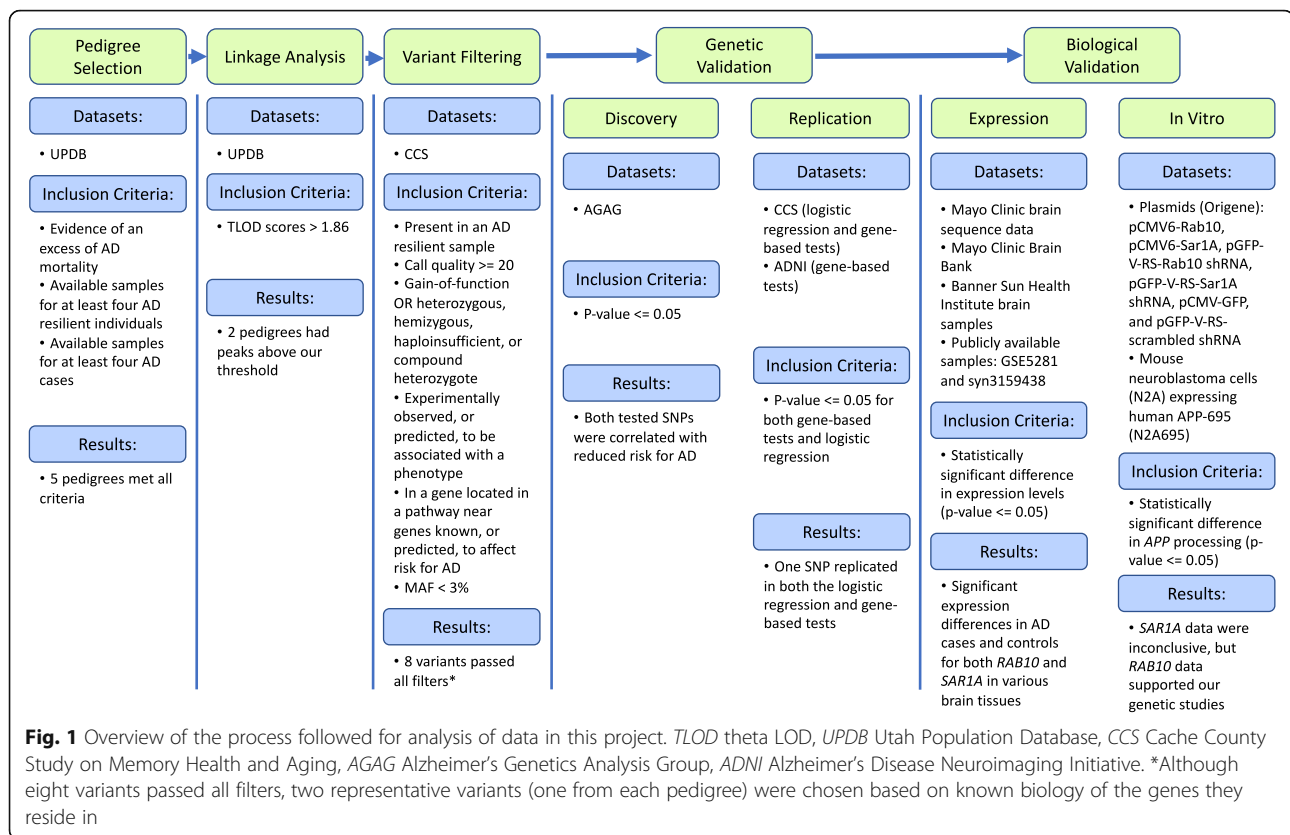 Pedigree
Selection
Linkage Analysis
Variant Filtering
Genetic
Validation
Biological
Validation
Datasets:
• UPDB
Inclusion Criteria:
• Evidence of an
excess of AD
mortality
• Available samples
for at least four AD
resilient individuals
• Available samples
for at least four AD
cases
Results:
• 5 pedigrees met all
criteria
Datasets:
• UPDB
Inclusion Criteria:
• TLOD scores > 1.86
Results:
• 2 pedigrees had
peaks above our
threshold
Datasets:
• CCS
Inclusion Criteria:
• Present in an AD
resilient sample
• Call quality >= 20
• Gain-of-function
OR heterozygous,
hemizygous,
haploinsufficient, or
compound
heterozygote
• Experimentally
observed, or
predicted, to be
associated with a
phenotype
• In a gene located in
a pathway near
genes known, or
predicted, to affect
risk for AD
• MAF < 3%
Results:
• 8 variants passed
all filters*
Discovery
Datasets:
• AGAG
Inclusion Criteria:
• P-value <= 0.05
Results:
• Both tested SNPs
were correlated with
reduced risk for AD
Replication
Datasets:
• CCS (logistic
regression and gene-
based tests)
• ADNI (gene-based
tests)
Inclusion Criteria:
• P-value <= 0.05 for
both gene-based
tests and logistic
regression
Results:
• One SNP replicated
in both the logistic
regression and gene-
based tests
Expression
Datasets:
• Mayo Clinic brain
sequence data
• Mayo Clinic Brain
Bank
• Banner Sun Health
Institute brain
samples
• Publicly available
samples: GSE5281
and syn3159438
Inclusion Criteria:
• Statistically
significant difference
in expression levels
(p-value <= 0.05)
Results:
• Significant
expression
differences in AD
cases and controls
for both RAB10 and
SAR1A in various
brain tissues
In Vitro
Datasets:
• Plasmids (Origene):
pCMV6-Rab10,
pCMV6-Sar1A, pGFP-
V-RS-Rab10 shRNA,
pGFP-V-RS-Sar1A
shRNA, pCMV-GFP,
and pGFP-V-RS-
scrambled shRNA
• Mouse
neuroblastoma cells
(N2A) expressing
human APP-695
(N2A695)
Inclusion Criteria:
• Statistically
significant difference
in APP processing (p-
value <= 0.05)
Results:
• SAR1A data were
inconclusive, but
RAB10 data
supported our
genetic studies
Fig. 1 Overview of the process followed for analysis of data in this project. TLOD theta LOD, UPDB Utah Population Database, CCS Cache County
Study on Memory Health and Aging, AGAG Alzheimer's Genetics Analysis Group, ADNI Alzheimer's Disease Neuroimaging Initiative. *Although
eight variants passed all filters, two representative variants (one from each pedigree) were chosen based on known biology of the genes they
reside in